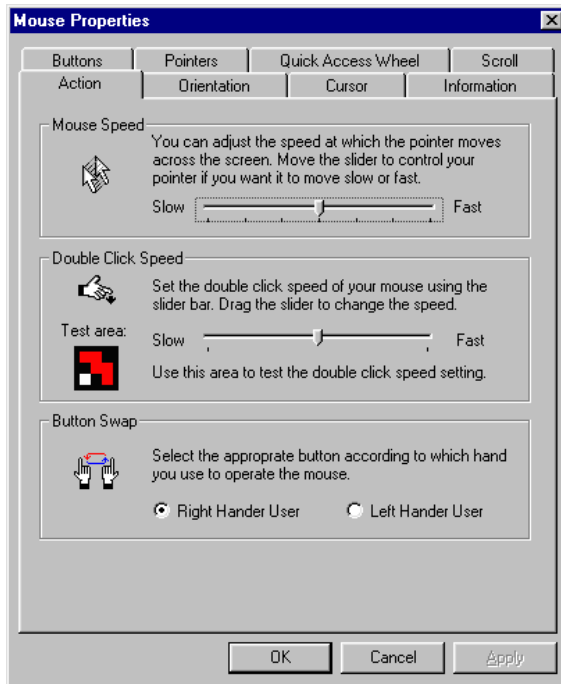 Mouse Properties
Buttons
Pointers
Quick Access Wheel
Scroll
Action
Orientation
Cursor
Information
Mouse Speed
You can adjust the speed at which the pointer moves
across the screen. Move the slider to control your
pointer if you want it to move slow or fast.
Slow
Fast
Double Click Speed
Set the double click speed of your mouse using the
slider bar. Drag the slider to change the speed.
Test area:
Slow
Fast
Use this area to test the double click speed setting.
Button Swap
Select the approprate button according to which hand
you use to operate the mouse.
Right Hander User
Left Hander User
OK
Cancel
Apply